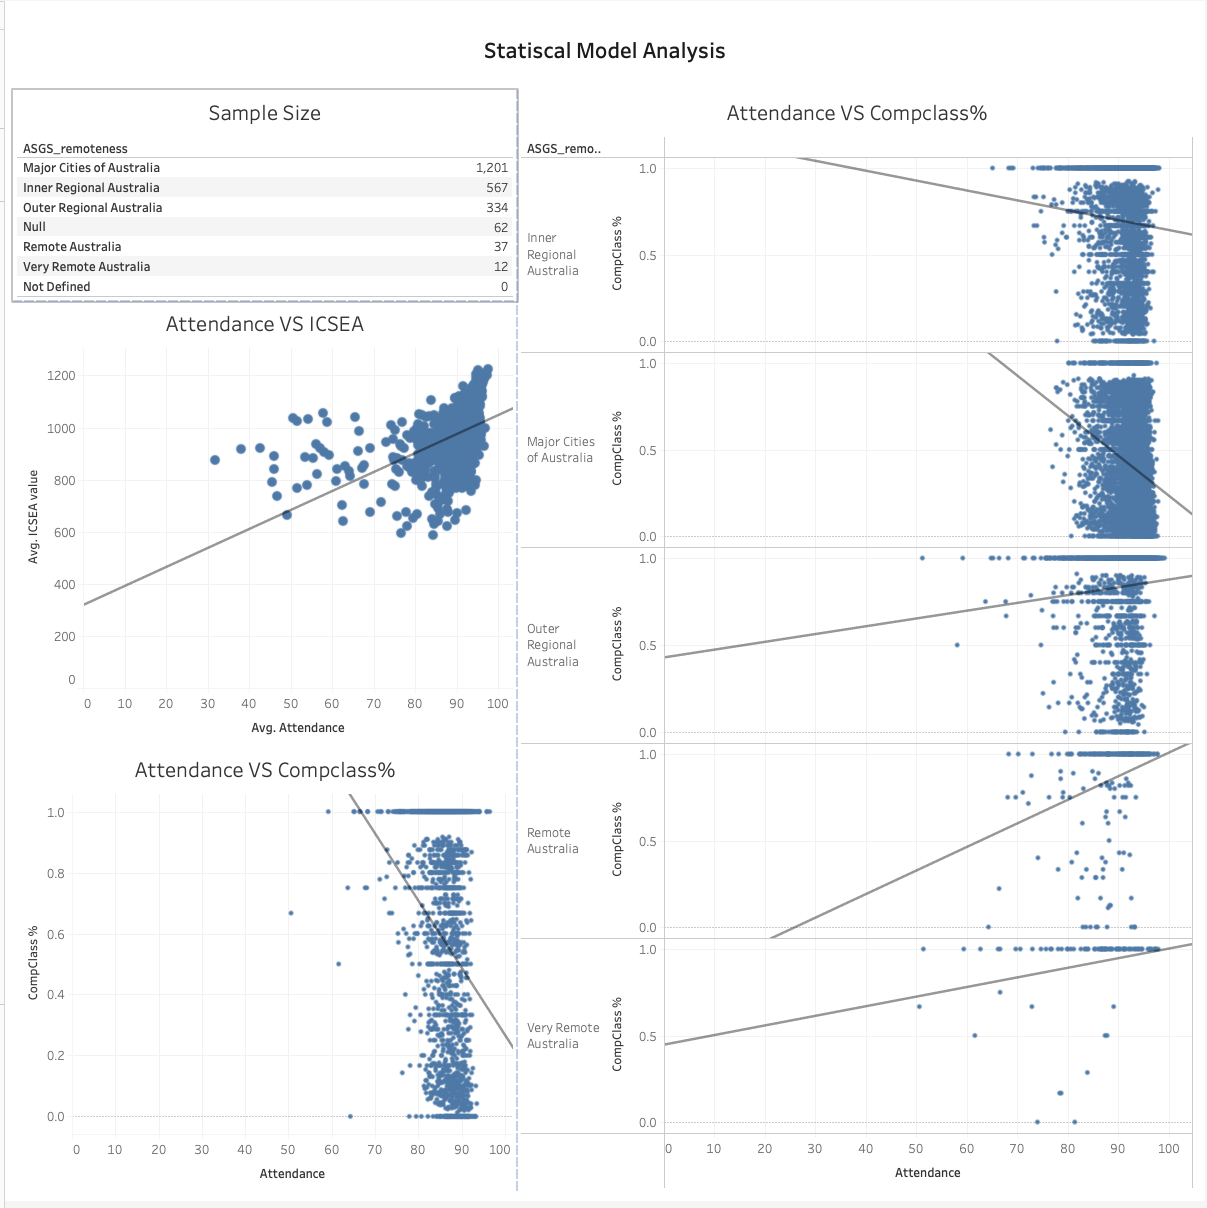 Statiscal Model Analysis
Sample Size
ASGS_remoteness
Major Cities of Australia 1,201
Inner Regional Australia 567
Outer Regional Australia 334
Null 62
Remote Australia 37
Very Remote Australia 12
Not Defined 0
Attendance VS ICSEA
1200
1000
800
600
400
200
0
Avg. ICSEA value
0 10 20 30 40 50 60 70 80 90 100
Avg. Attendance
Attendance VS Compclass%
1.0
0.8
0.6
0.4
0.2
0.0
CompClass %
0 10 20 30 40 50 60 70 80 90 100
Attendance
Attendance VS Compclass%
ASGS_remo..
Inner
Regional
Australia
CompClass %
1.0
0.5
0.0
Major Cities
of Australia
CompClass %
1.0
0.5
0.0
Outer
Regional
Australia
CompClass %
1.0
0.5
0.0
Remote
Australia
CompClass %
1.0
0.5
0.0
Very Remote
Australia
CompClass %
1.0
0.5
0.0
0 10 20 30 40 50 60 70 80 90 100
Attendance